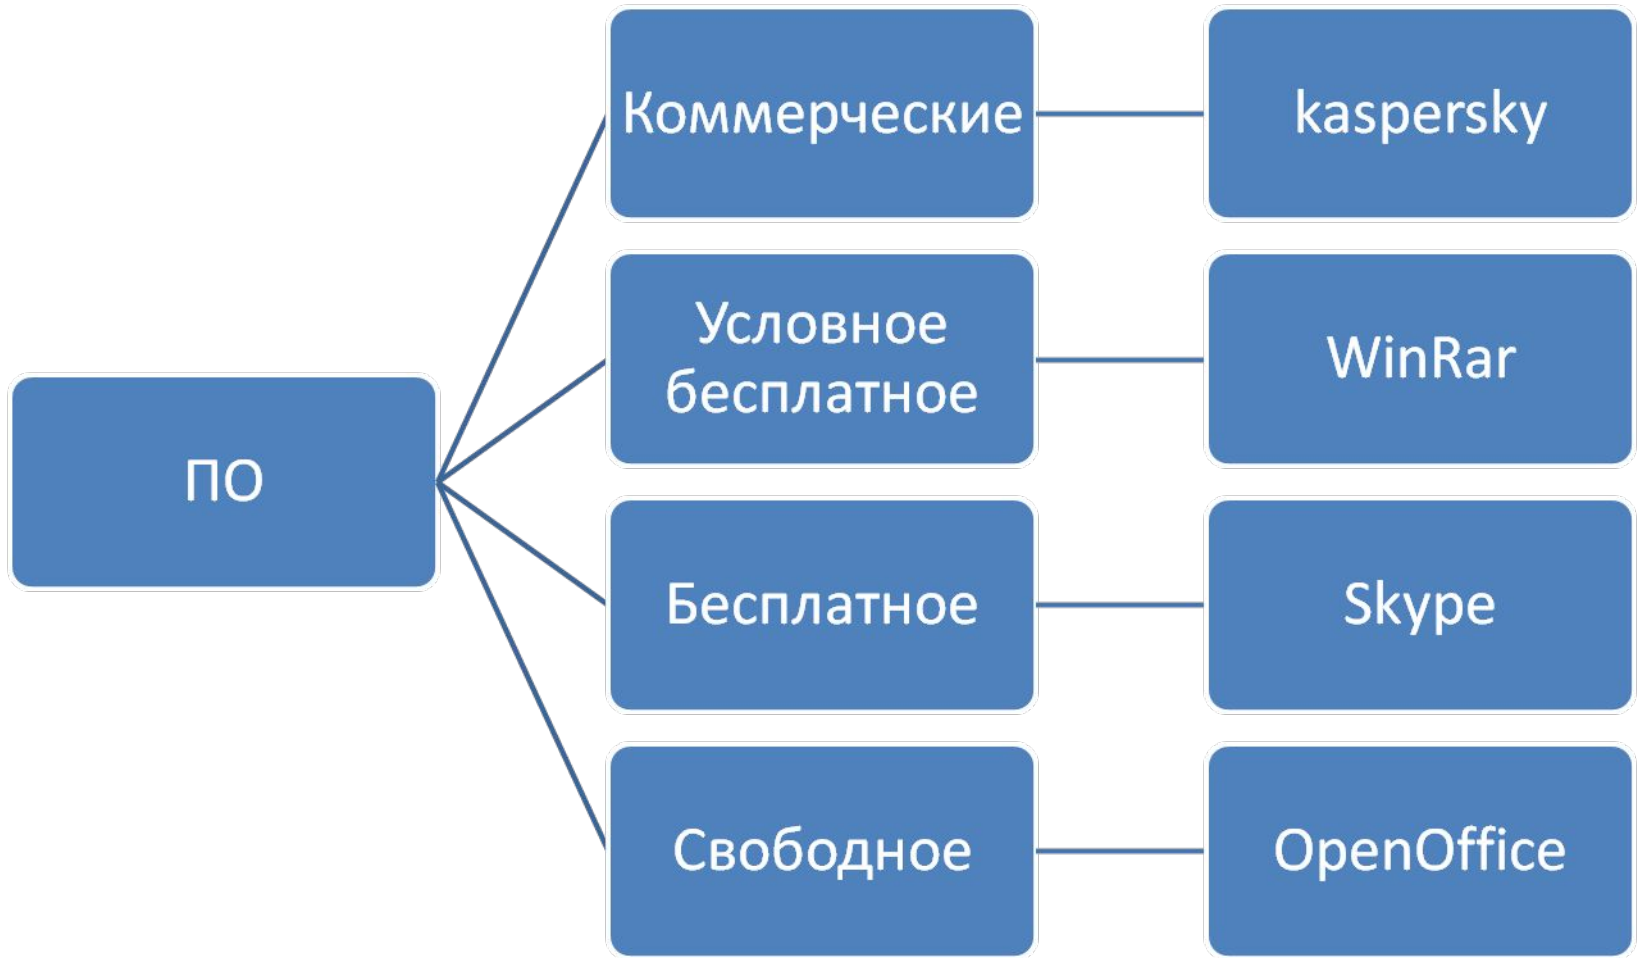 ПО
Коммерческие
kaspersky
Условное
бесплатное
WinRar
Бесплатное
Skype
Свободное
OpenOffice